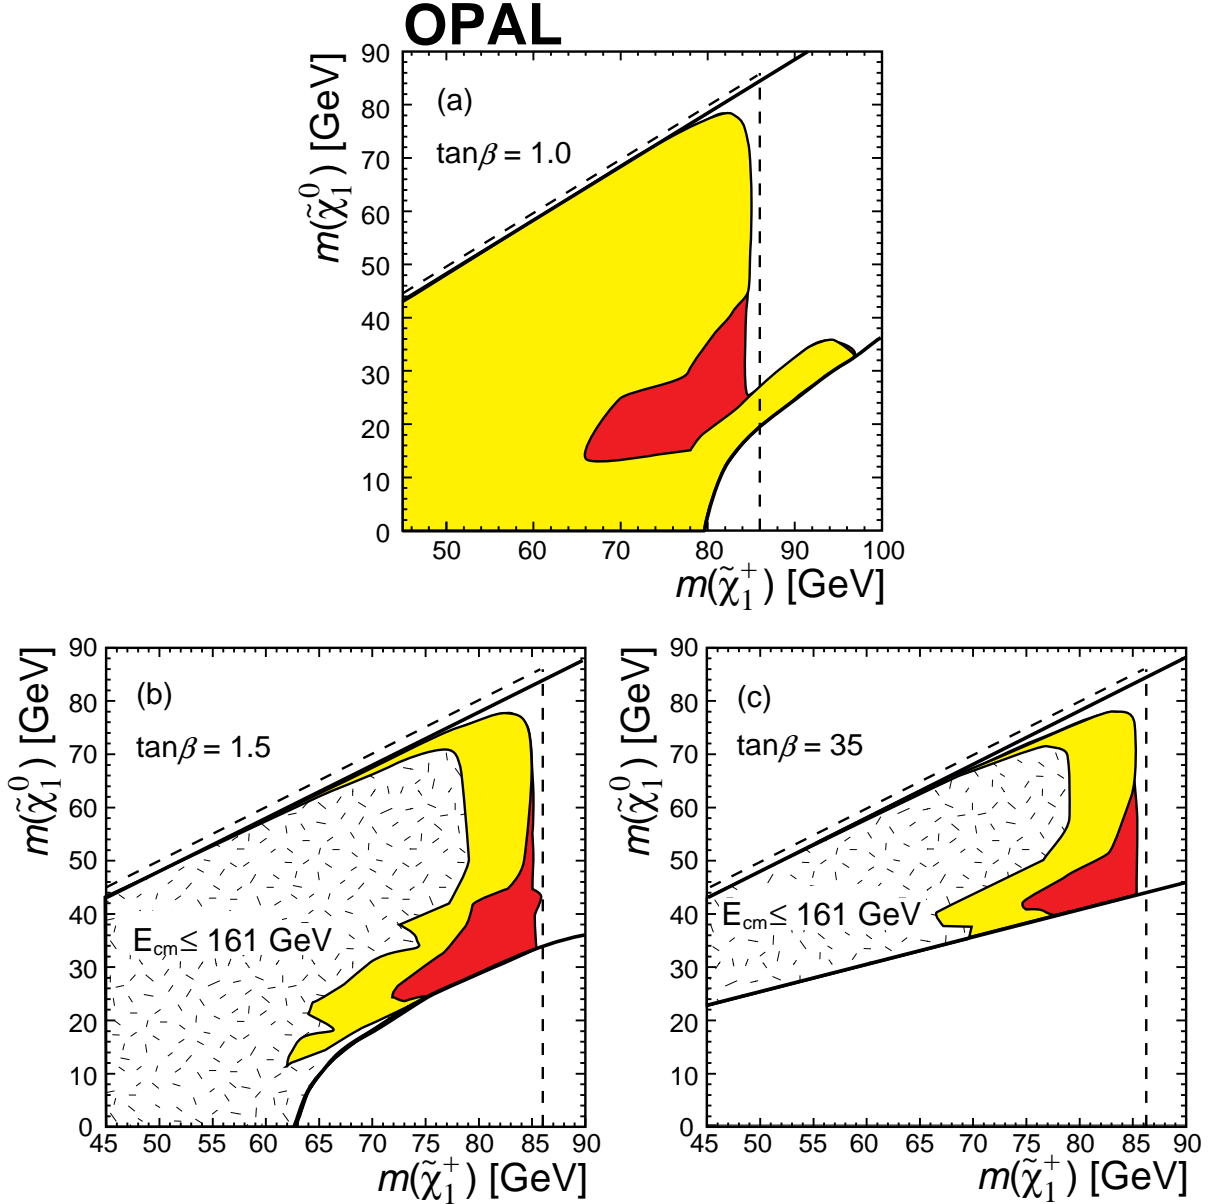 OPAL
m(χ̃₁⁰) [GeV]
90
80
70
60
50
40
30
20
10
0
(a)
tanβ = 1.0
50 60 70 80 90 100
m(χ̃₁⁺) [GeV]
m(χ̃₁⁰) [GeV]
90
80
70
60
50
40
30
20
10
0
(b)
tanβ = 1.5
E_cm ≤ 161 GeV
45 50 55 60 65 70 75 80 85 90
m(χ̃₁⁺) [GeV]
m(χ̃₁⁰) [GeV]
90
80
70
60
50
40
30
20
10
0
(c)
tanβ = 35
E_cm ≤ 161 GeV
45 50 55 60 65 70 75 80 85 90
m(χ̃₁⁺) [GeV]